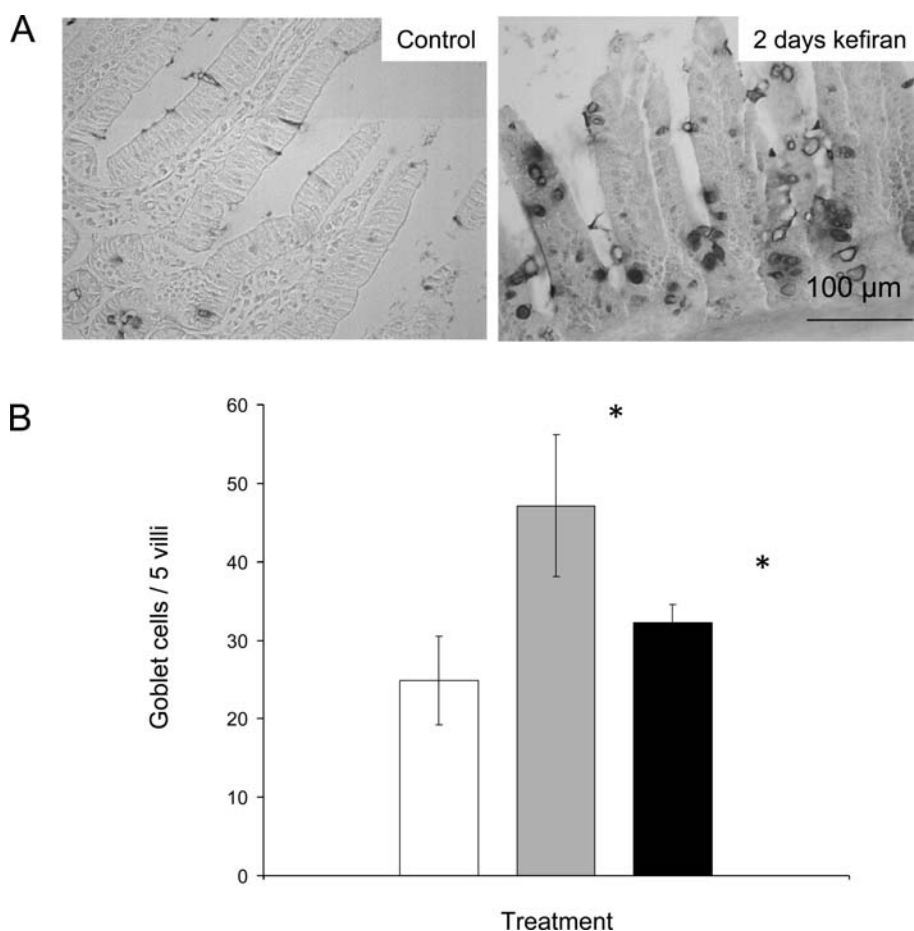 A
Control
2 days kefiran
100 µm
B
Goblet cells / 5 villi
60
50
40
30
20
10
0
*
*
Treatment